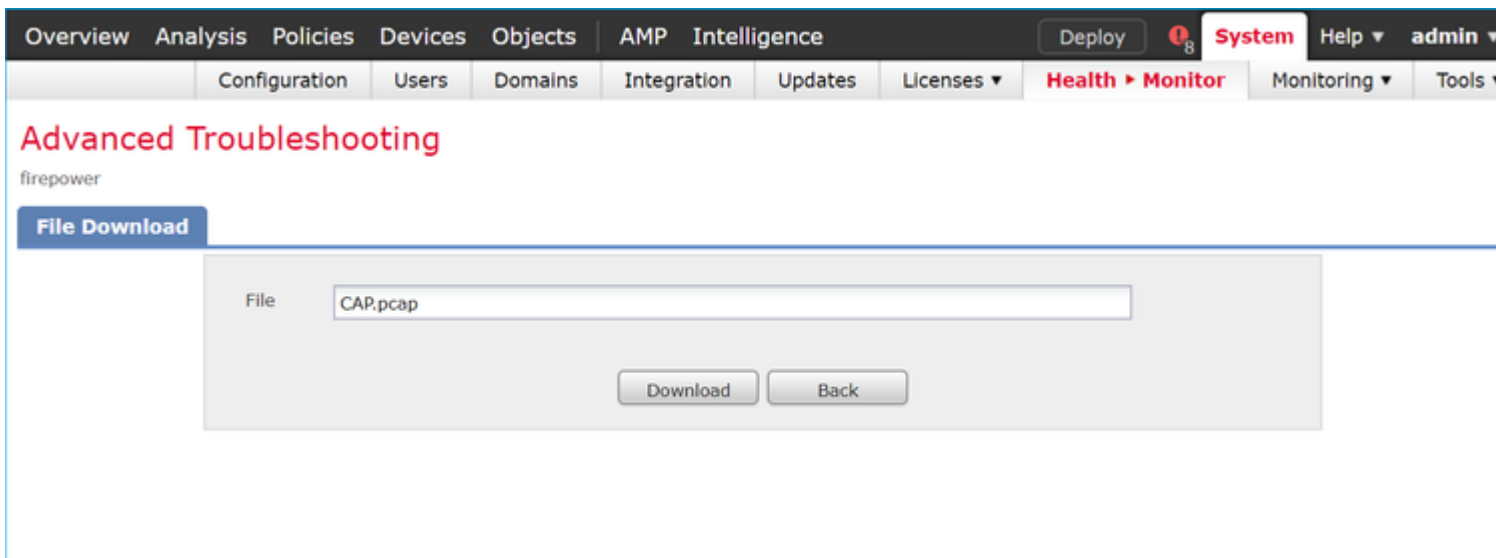 Overview Analysis Policies Devices Objects AMP Intelligence Deploy 8 System Help ▾ admin ▾
Configuration Users Domains Integration Updates Licenses ▾ Health ▸ Monitor Monitoring ▾ Tools ▾
Advanced Troubleshooting
firepower
File Download
File CAP.pcap
Download Back